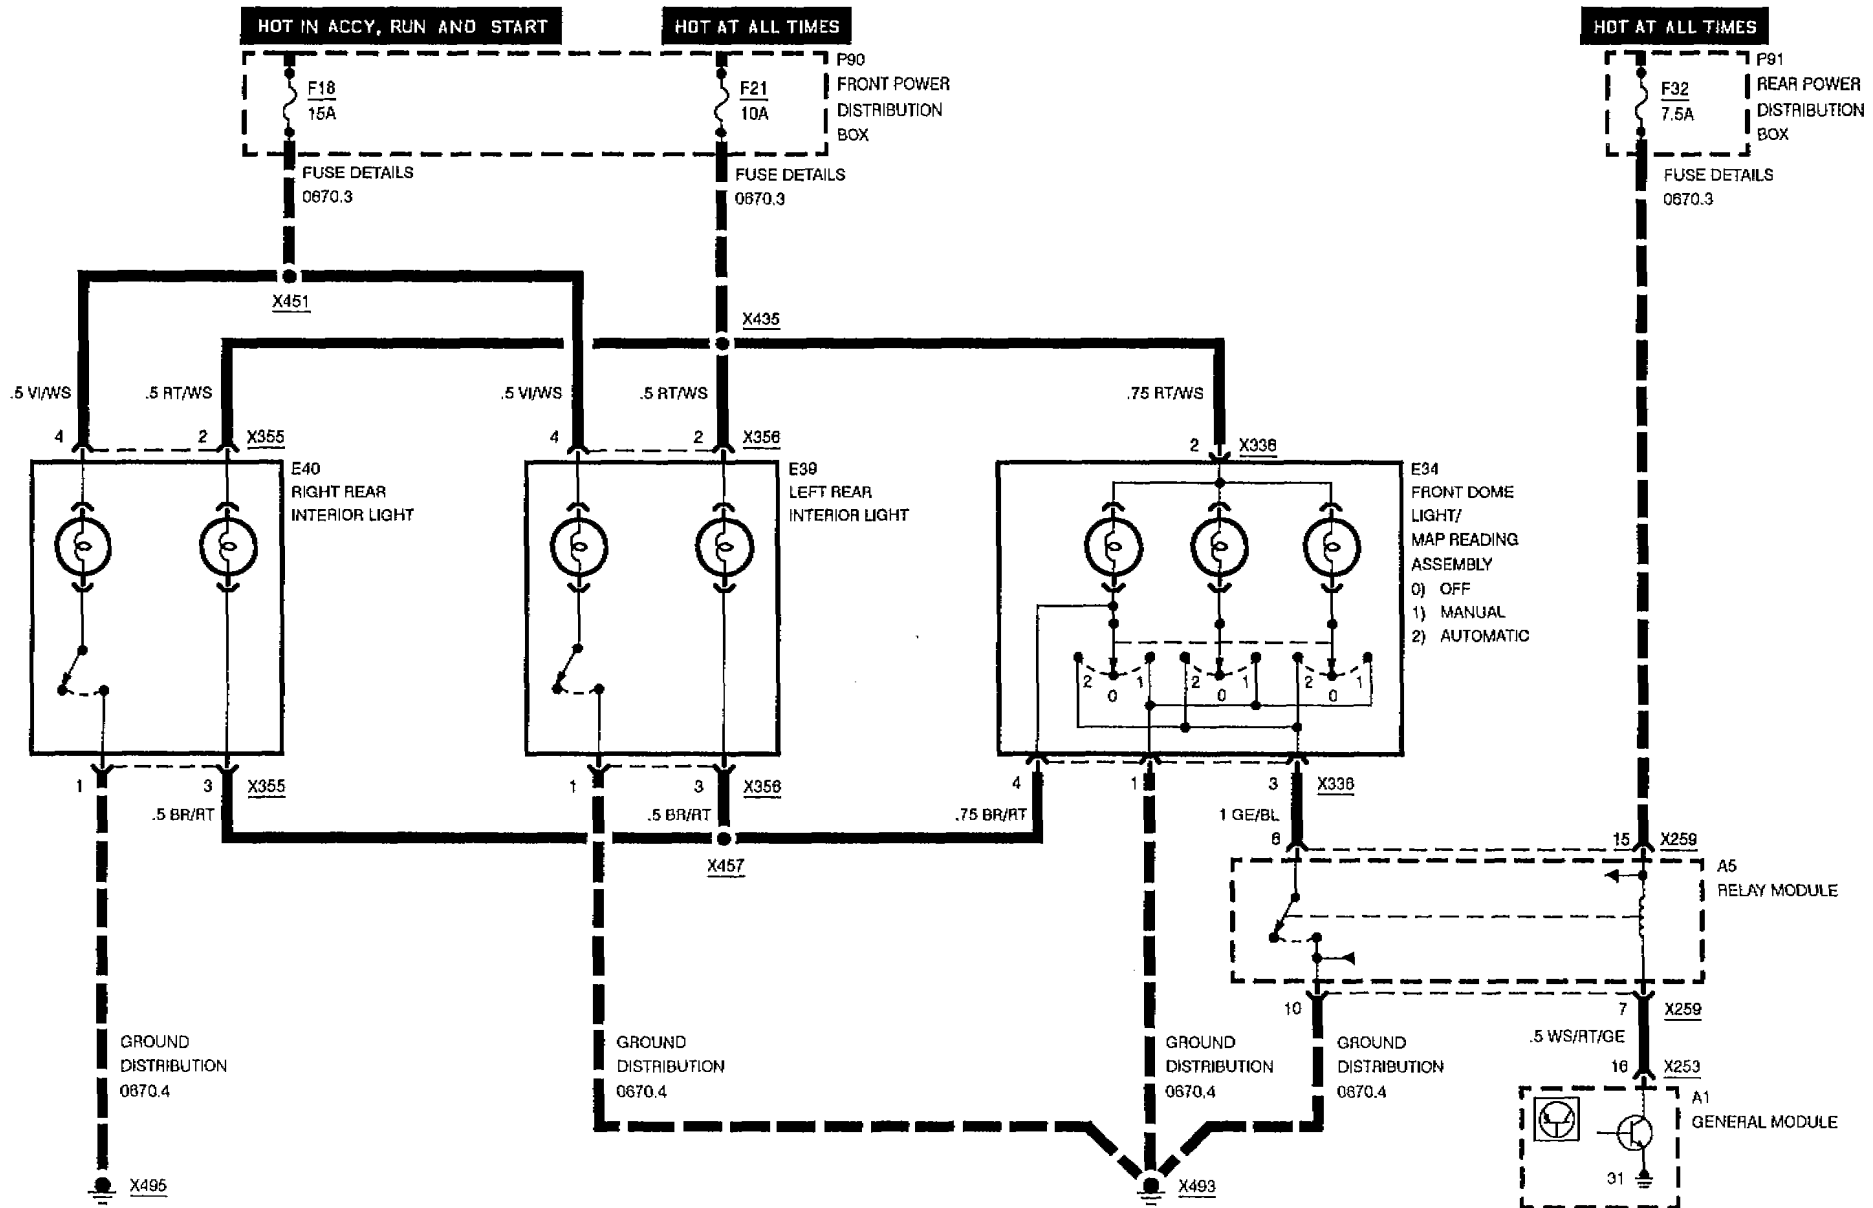 HOT IN ACCY, RUN AND START
HOT AT ALL TIMES
HOT AT ALL TIMES
F18
15A
F21
10A
P90
FRONT POWER
DISTRIBUTION
BOX
F32
7.5A
P91
REAR POWER
DISTRIBUTION
BOX
FUSE DETAILS
0670.3
FUSE DETAILS
0670.3
FUSE DETAILS
0670.3
X451
X435
.5 VI/WS
.5 RT/WS
.5 VI/WS
.5 RT/WS
.75 RT/WS
4
2
X355
4
2
X356
2
X336
E40
RIGHT REAR
INTERIOR LIGHT
E39
LEFT REAR
INTERIOR LIGHT
E34
FRONT DOME
LIGHT/
MAP READING
ASSEMBLY
0) OFF
1) MANUAL
2) AUTOMATIC
2
0
1
2
0
1
2
0
1
1
3
X355
1
3
X356
4
1
3
X336
.5 BR/RT
.5 BR/RT
.75 BR/RT
1 GE/BL
X457
6
15
X259
A5
RELAY MODULE
10
7
X259
.5 WS/RT/GE
16
X253
GROUND
DISTRIBUTION
0670.4
GROUND
DISTRIBUTION
0670.4
GROUND
DISTRIBUTION
0670.4
GROUND
DISTRIBUTION
0670.4
A1
GENERAL MODULE
31
X495
X493